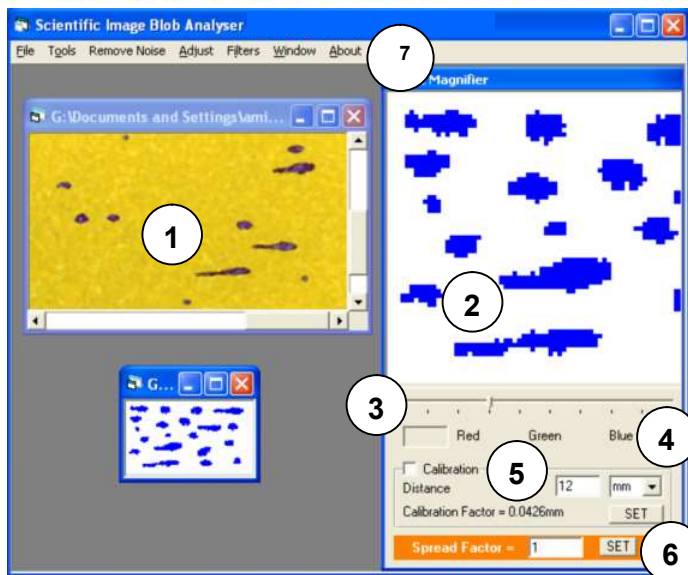 Scientific Image Blob Analyser
File Tools Remove Noise Adjust Filters Window About
7
Magnifier
G:\Documents and Settings\ami...
1
2
G...
3
Red Green Blue
4
Calibration
5
Distance 12 mm
Calibration Factor = 0.0426mm SET
Spread Factor = 1 SET
6